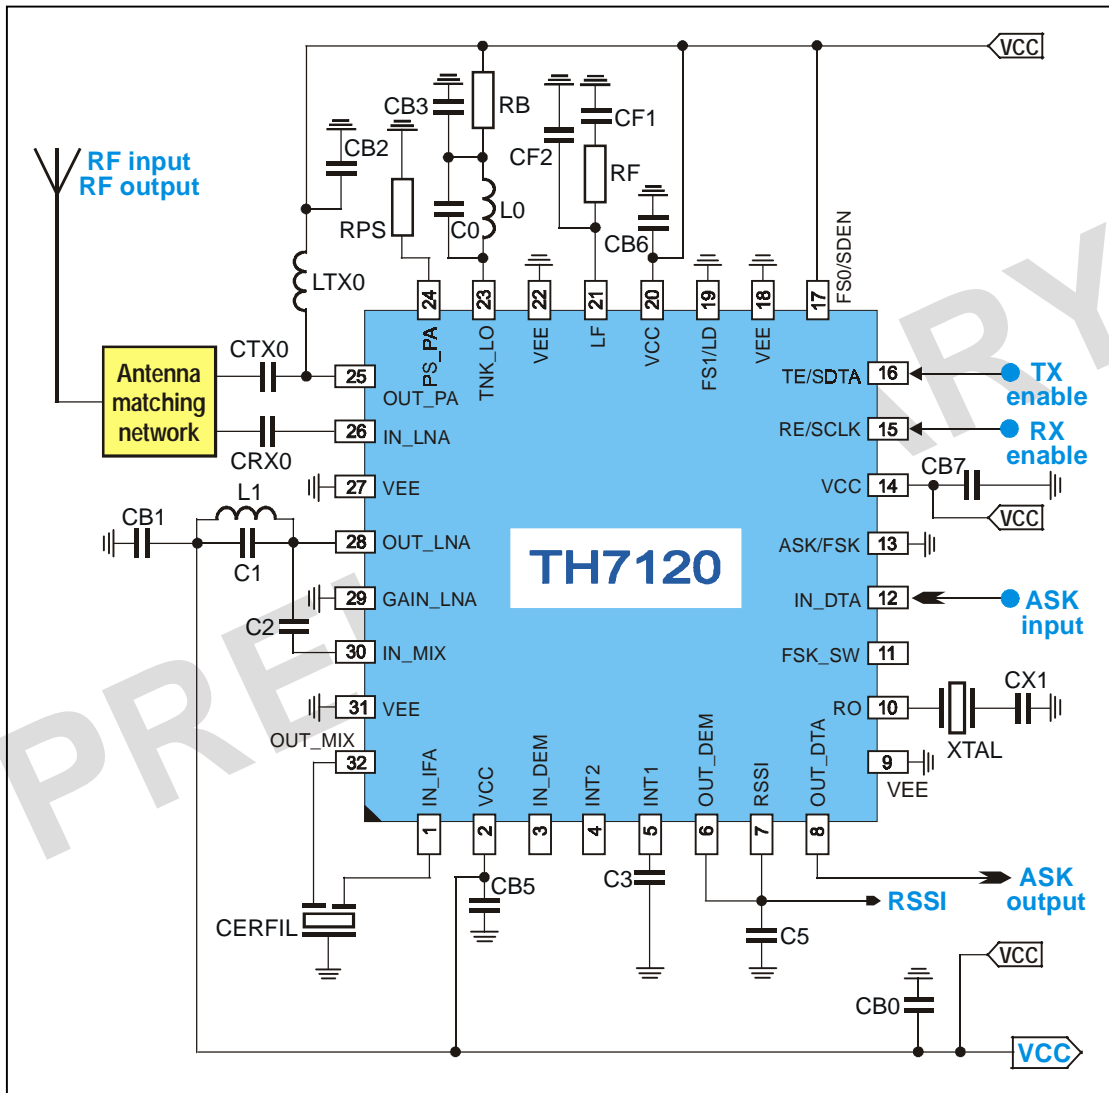 VCC
RF input
RF output
CB2
CB3
RB
CF1
CF2
RF
RPS
C0
L0
CB6
LTX0
FS0/SDEN
24
23
22
21
20
19
18
17
PS_PA
TNK_LO
VEE
LF
VCC
FS1/LD
VEE
Antenna
matching
network
CTX0
CRX0
25
OUT_PA
26
IN_LNA
27
VEE
L1
CB1
C1
28
OUT_LNA
29
GAIN_LNA
C2
30
IN_MIX
31
VEE
OUT_MIX
32
TH7120
TE/SDTA
16
TX
enable
RE/SCLK
15
RX
enable
CB7
VCC
14
VCC
ASK/FSK
13
IN_DTA
12
ASK
input
FSK_SW
11
CX1
RO
10
XTAL
9
VEE
IN_IFA
VCC
IN_DEM
INT2
INT1
OUT_DEM
RSSI
OUT_DTA
1
2
3
4
5
6
7
8
CERFIL
CB5
C3
C5
RSSI
ASK
output
VCC
CB0
VCC
PRELIMINARY